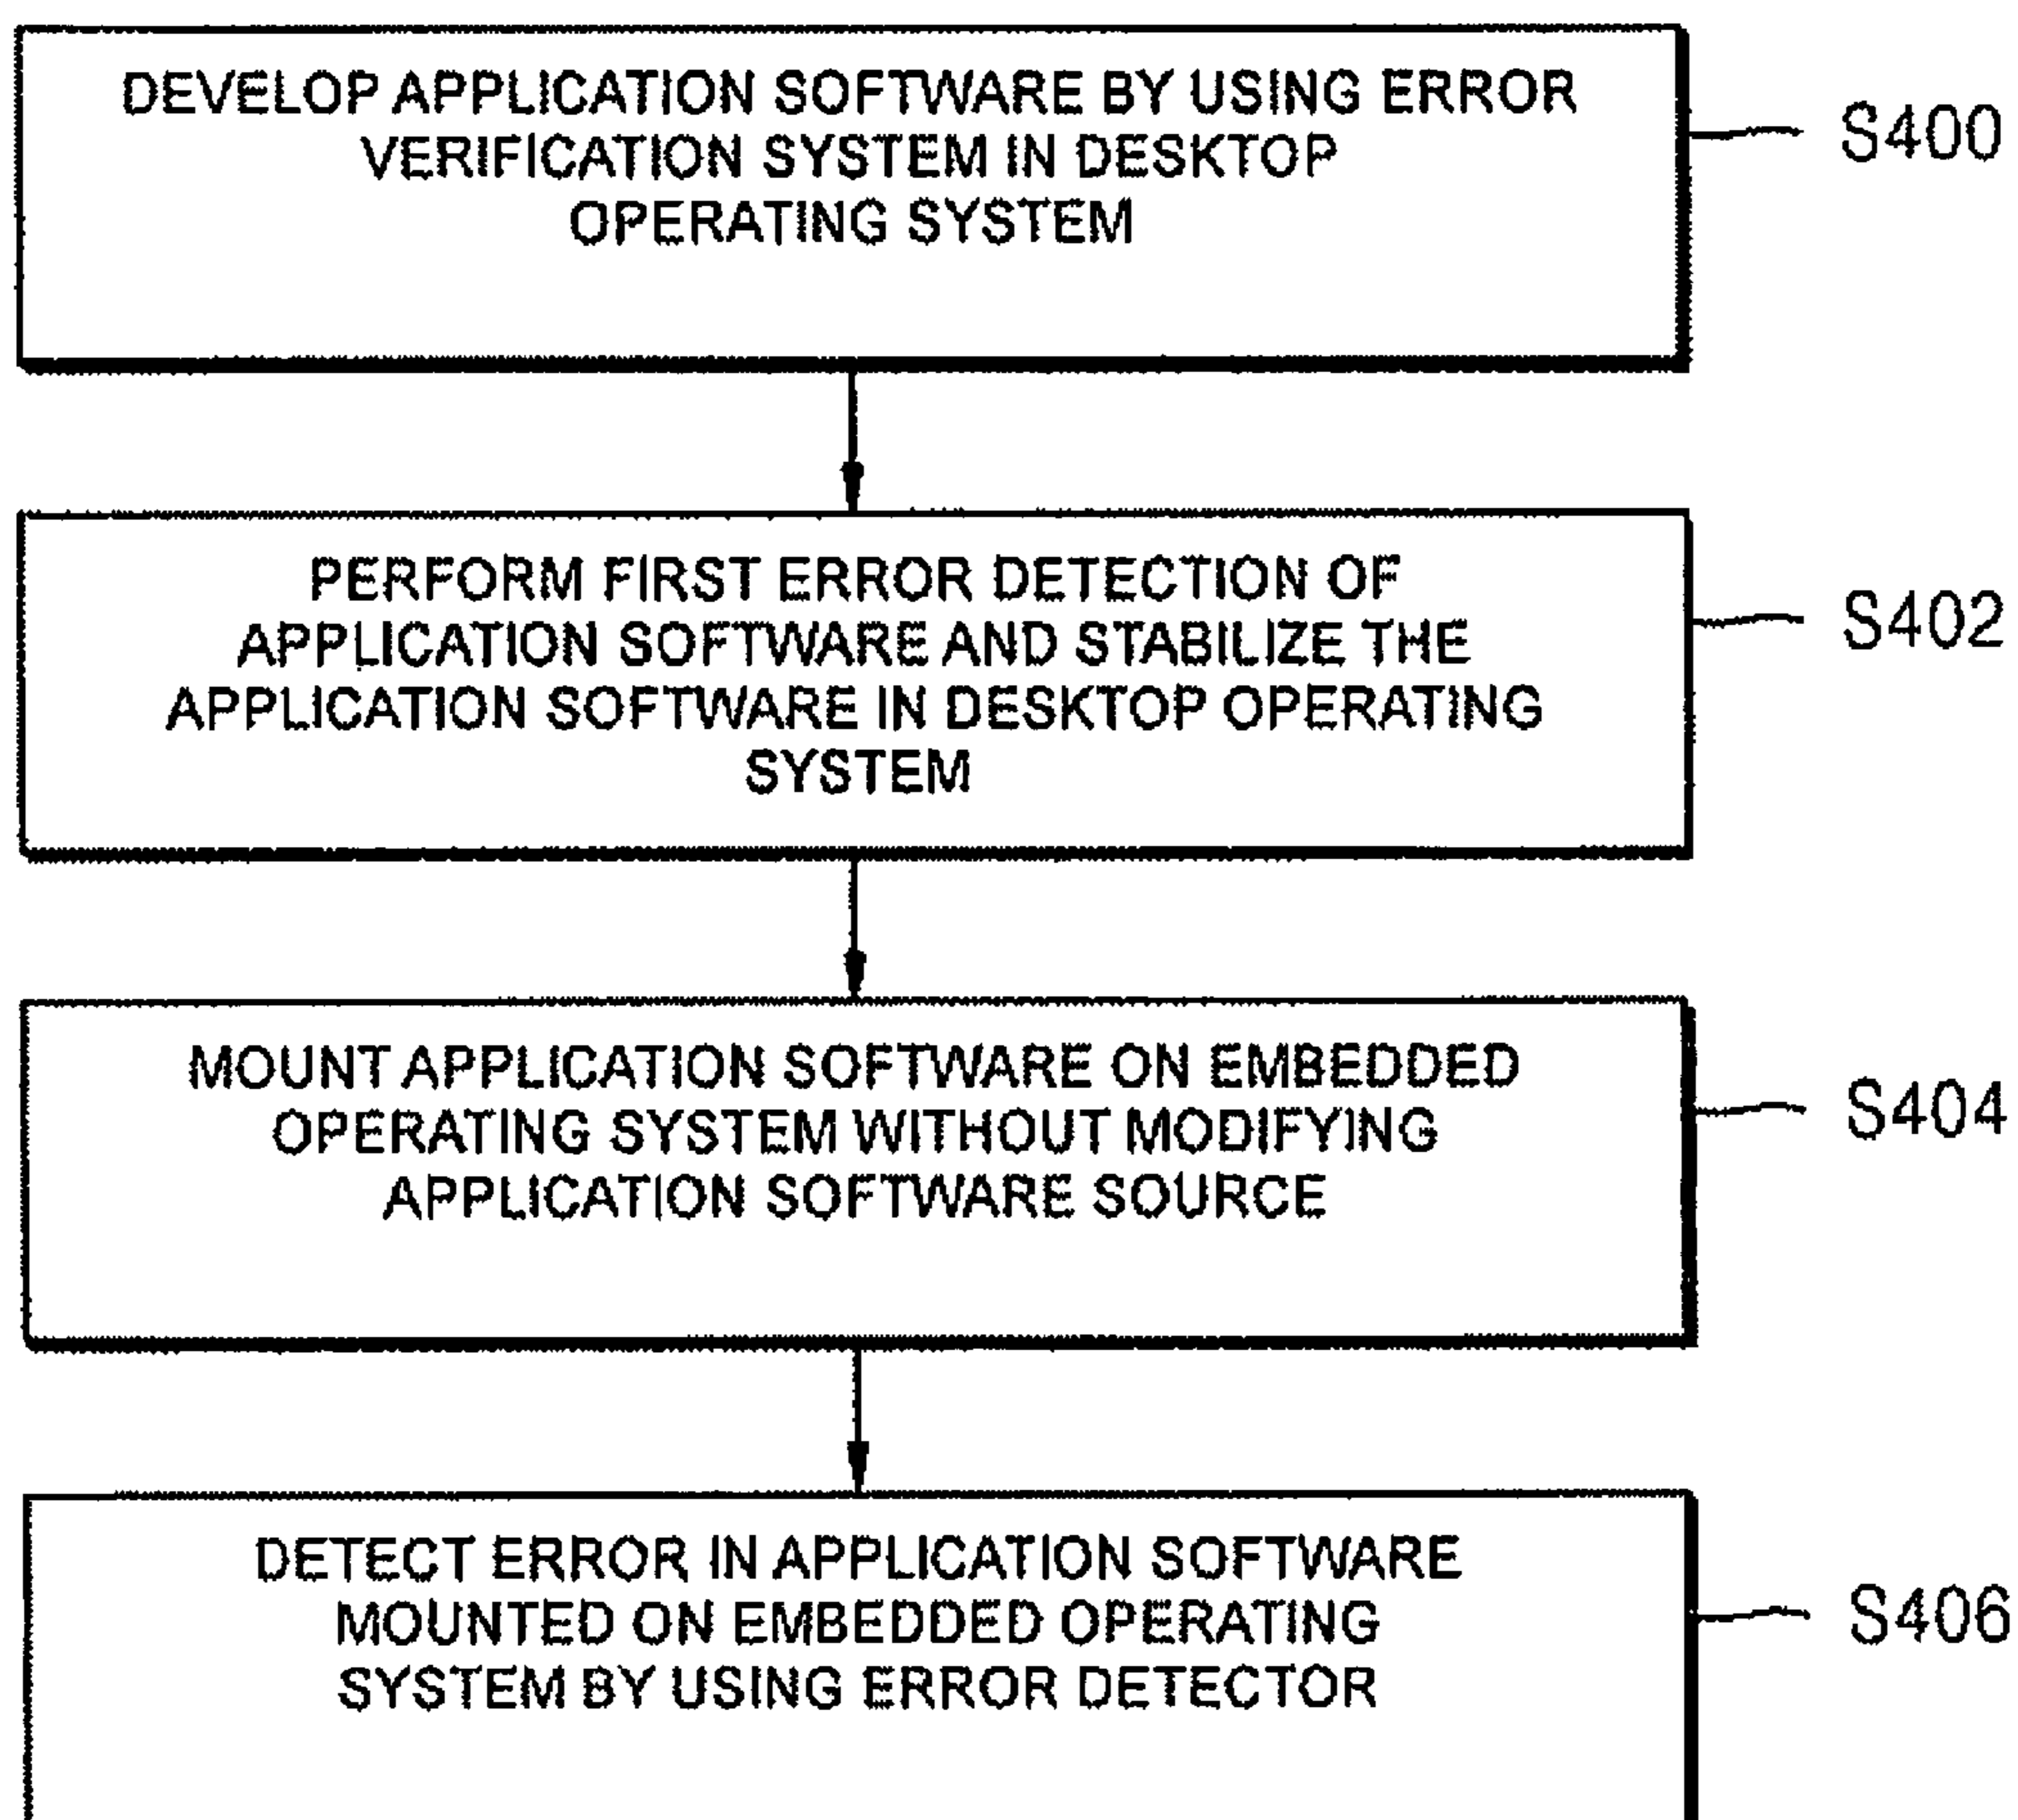 DEVELOP APPLICATION SOFTWARE BY USING ERROR
VERIFICATION SYSTEM IN DESKTOP
OPERATING SYSTEM
S400
PERFORM FIRST ERROR DETECTION OF
APPLICATION SOFTWARE AND STABILIZE THE
APPLICATION SOFTWARE IN DESKTOP OPERATING
SYSTEM
S402
MOUNT APPLICATION SOFTWARE ON EMBEDDED
OPERATING SYSTEM WITHOUT MODIFYING
APPLICATION SOFTWARE SOURCE
S404
DETECT ERROR IN APPLICATION SOFTWARE
MOUNTED ON EMBEDDED OPERATING
SYSTEM BY USING ERROR DETECTOR
S406